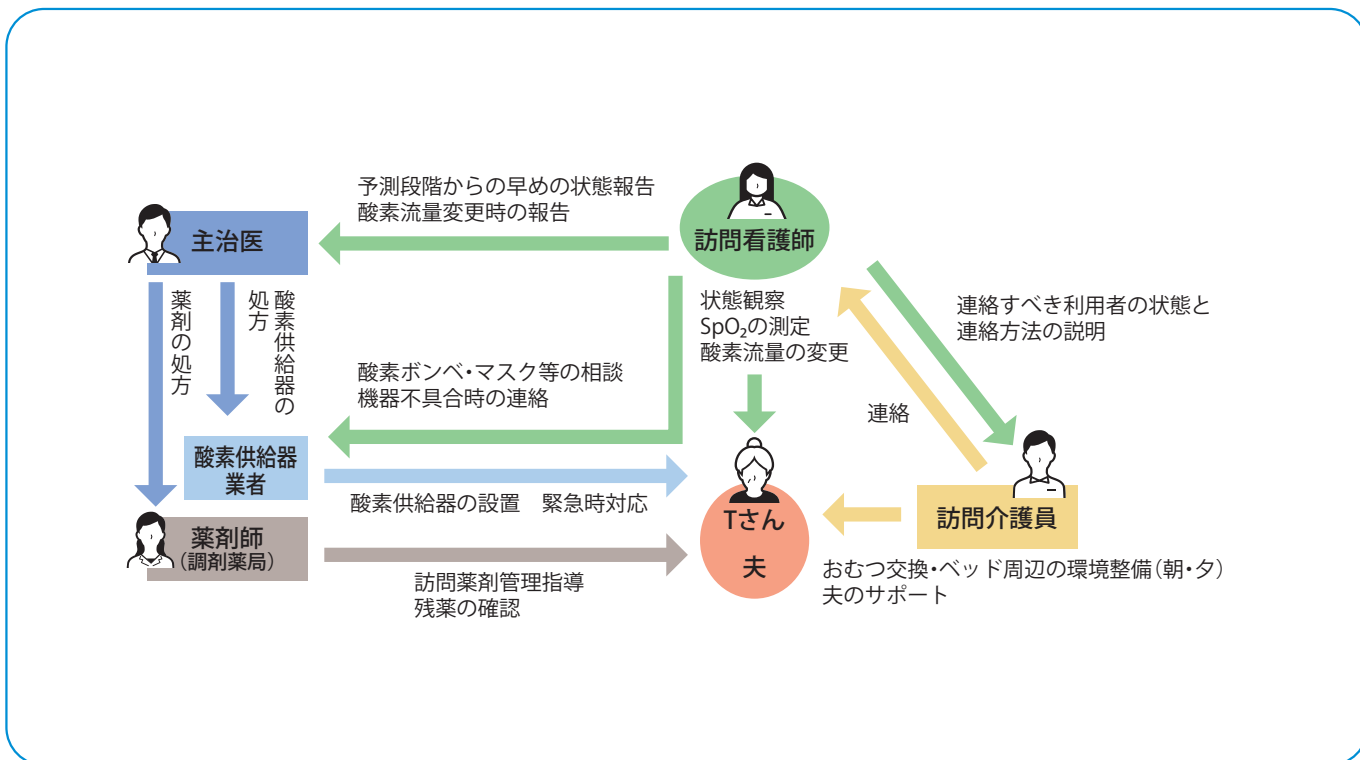 予測段階からの早めの状態報告
酸素流量変更時の報告
主治医
訪問看護師
薬剤の処方
酸素供給器の
処方
状態観察
SpO₂の測定
酸素流量の変更
連絡すべき利用者の状態と
連絡方法の説明
酸素ボンベ・マスク等の相談
機器不具合時の連絡
連絡
酸素供給器
業者
酸素供給器の設置　緊急時対応
Tさん
夫
訪問介護員
薬剤師
（調剤薬局）
訪問薬剤管理指導
残薬の確認
おむつ交換・ベッド周辺の環境整備（朝・夕）
夫のサポート